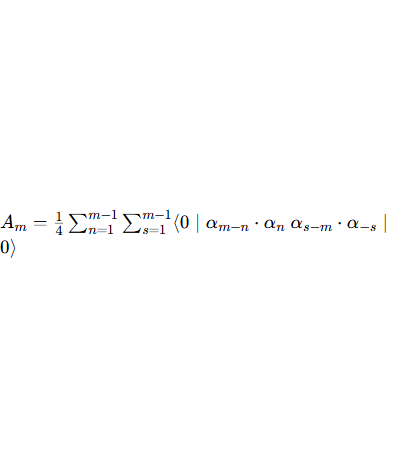 $A_m = \frac{1}{4} \sum_{n=1}^{m-1} \sum_{s=1}^{m-1} \langle 0 \mid \alpha_{m-n} \cdot \alpha_n \; \alpha_{s-m} \cdot \alpha_{-s} \mid$
$0 \rangle$